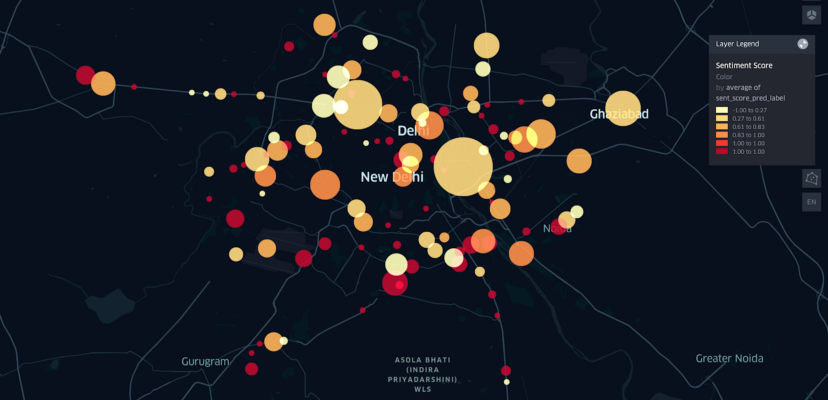 Layer Legend
Sentiment Score
Color
by average of
sent_score_pred_label
-1.00 to 0.27
0.27 to 0.61
0.61 to 0.83
0.83 to 1.00
1.00 to 1.00
1.00 to 1.00
EN
Ghaziabad
Delhi
New Delhi
Noida
Gurugram
ASOLA BHATI
(INDIRA
PRIYADARSHINI)
WLS
Greater Noida